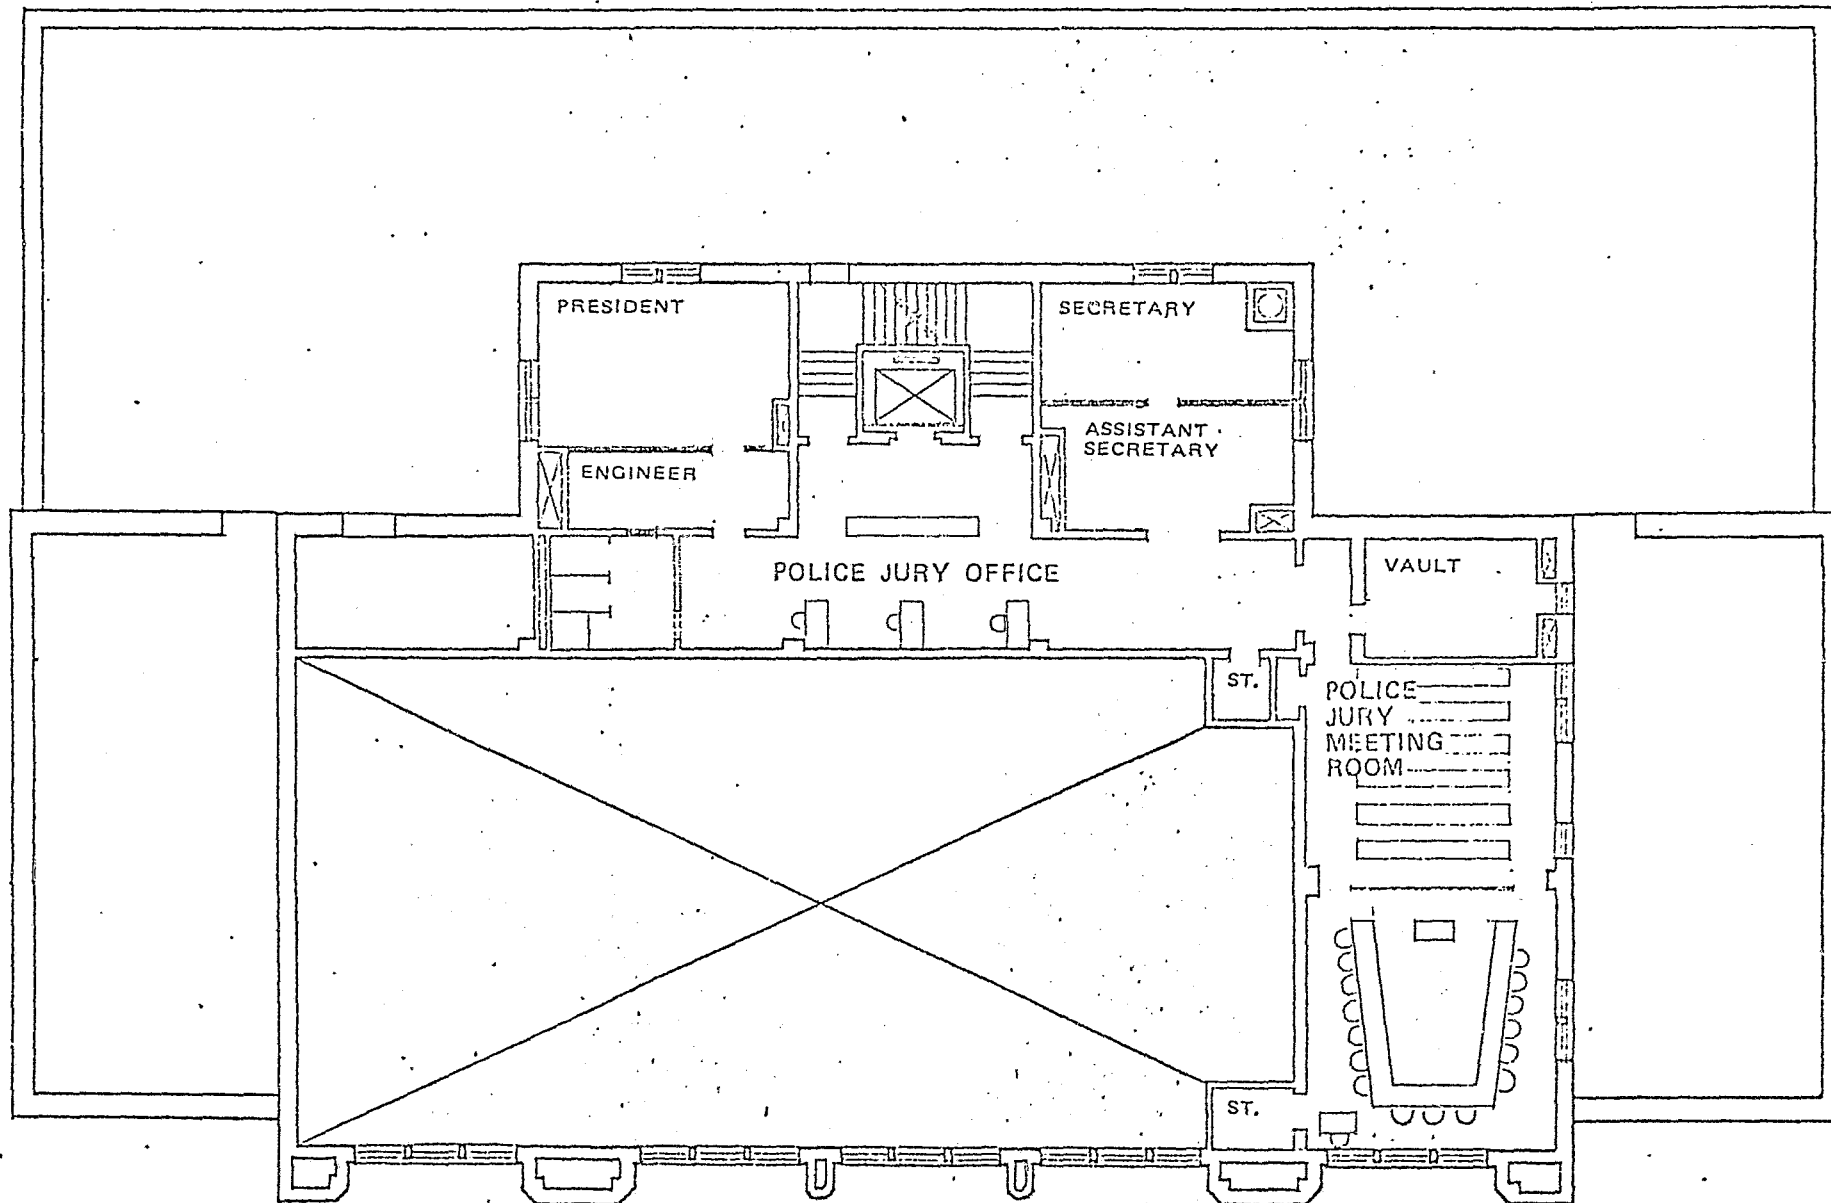 PRESIDENT
SECRETARY
ASSISTANT
SECRETARY
ENGINEER
POLICE JURY OFFICE
VAULT
ST.
POLICE
JURY
MEETING
ROOM
ST.